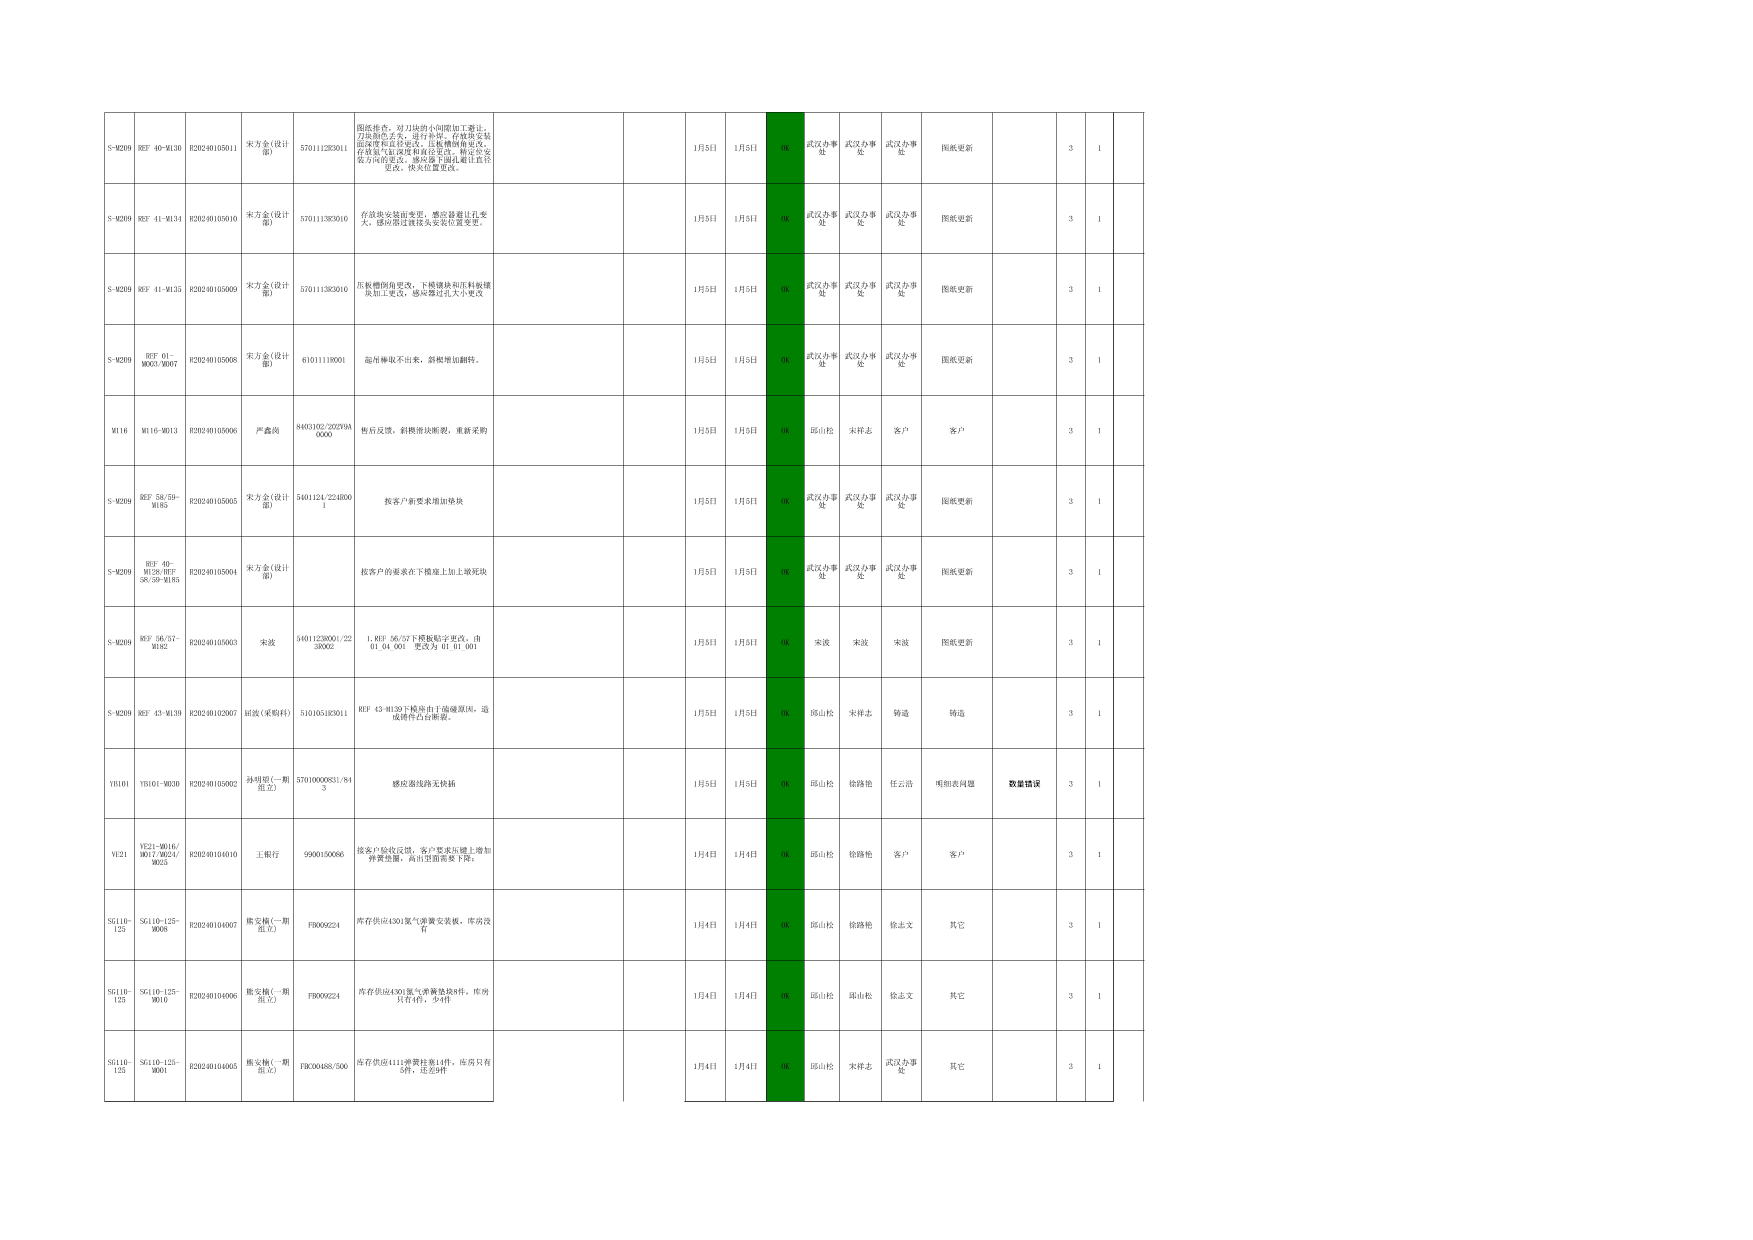 S-M209 REF 40-M130 R20240105011 宋方金(设计部) 5701112R3011 图纸排查，对刀块的小间隙加工避让。刀块颜色丢失，进行补焊。存放块安装面深度和直径更改。压板槽倒角更改。存放氮气缸深度和直径更改。精定位安装方向的更改。感应器下面孔避让直径更改。快夹位置更改。 1月5日 1月5日 OK 武汉办事处 武汉办事处 武汉办事处 图纸更新 3 1
S-M209 REF 41-M134 R20240105010 宋方金(设计部) 5701113R3010 存放块安装面变更，感应器避让孔变大，感应器过渡接头安装位置变更。 1月5日 1月5日 OK 武汉办事处 武汉办事处 武汉办事处 图纸更新 3 1
S-M209 REF 41-M135 R20240105009 宋方金(设计部) 5701113R3010 压板槽倒角更改，下模镶块和压料板镶块加工更改，感应器过孔大小更改 1月5日 1月5日 OK 武汉办事处 武汉办事处 武汉办事处 图纸更新 3 1
S-M209 REF 01-M003/M007 R20240105008 宋方金(设计部) 6101111R001 起吊棒取不出来，斜楔增加翻转。 1月5日 1月5日 OK 武汉办事处 武汉办事处 武汉办事处 图纸更新 3 1
M116 M116-M013 R20240105006 严鑫岗 8403102/202V9A0000 售后反馈，斜楔滑块断裂，重新采购 1月5日 1月5日 OK 邱山松 宋祥志 客户 客户 3 1
S-M209 REF 58/59-M185 R20240105005 宋方金(设计部) 5401124/224R001 按客户新要求增加垫块 1月5日 1月5日 OK 武汉办事处 武汉办事处 武汉办事处 图纸更新 3 1
S-M209 REF 40-M128/REF 58/59-M185 R20240105004 宋方金(设计部) 按客户的要求在下模座上加上墩死块 1月5日 1月5日 OK 武汉办事处 武汉办事处 武汉办事处 图纸更新 3 1
S-M209 REF 56/57-M182 R20240105003 宋波 5401123R001/223R002 1.REF 56/57下模板贴字更改，由 01_04_001 更改为 01_01_001 1月5日 1月5日 OK 宋波 宋波 宋波 图纸更新 3 1
S-M209 REF 43-M139 R20240102007 屈波(采购科) 5101051R3011 REF 43-M139下模座由于磕碰原因，造成铸件凸台断裂。 1月5日 1月5日 OK 邱山松 宋祥志 铸造 铸造 3 1
YB101 YB101-M030 R20240105002 孙明望(一期组立) 57010000831/843 感应器线路无快插 1月5日 1月5日 OK 邱山松 徐路艳 任云浩 明细表问题 数量错误 3 1
VE21 VE21-M016/M017/M024/M025 R20240104010 王银行 9900150086 接客户验收反馈，客户要求压键上增加弹簧垫圈，高出型面需要下降； 1月4日 1月4日 OK 邱山松 徐路艳 客户 客户 3 1
SG110-125 SG110-125-M008 R20240104007 熊安楠(一期组立) FB009224 库存供应4301氮气弹簧安装板，库房没有 1月4日 1月4日 OK 邱山松 徐路艳 徐志文 其它 3 1
SG110-125 SG110-125-M010 R20240104006 熊安楠(一期组立) FB009224 库存供应4301氮气弹簧垫块8件，库房只有4件，少4件 1月4日 1月4日 OK 邱山松 邱山松 徐志文 其它 3 1
SG110-125 SG110-125-M001 R20240104005 熊安楠(一期组立) FBC00488/500 库存供应4111弹簧柱塞14件，库房只有5件，还差9件 1月4日 1月4日 OK 邱山松 宋祥志 武汉办事处 其它 3 1